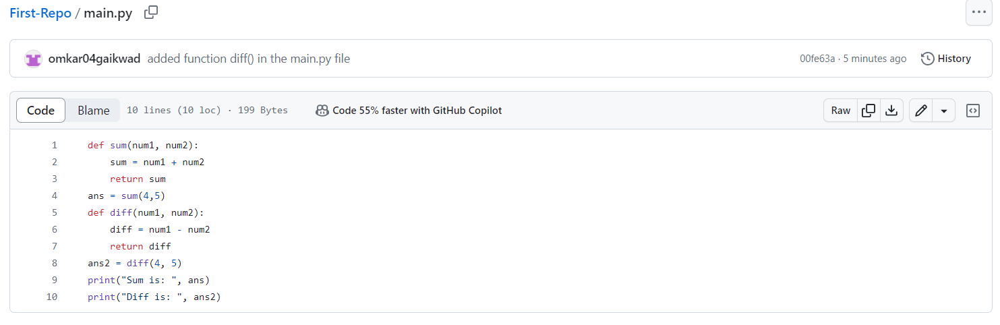 First-Repo / main.py
omkar04gaikwad added function diff() in the main.py file 00fe63a · 5 minutes ago History
Code Blame 10 lines (10 loc) · 199 Bytes Code 55% faster with GitHub Copilot Raw
1 def sum(num1, num2):
2     sum = num1 + num2
3     return sum
4 ans = sum(4,5)
5 def diff(num1, num2):
6     diff = num1 - num2
7     return diff
8 ans2 = diff(4, 5)
9 print("Sum is: ", ans)
10 print("Diff is: ", ans2)